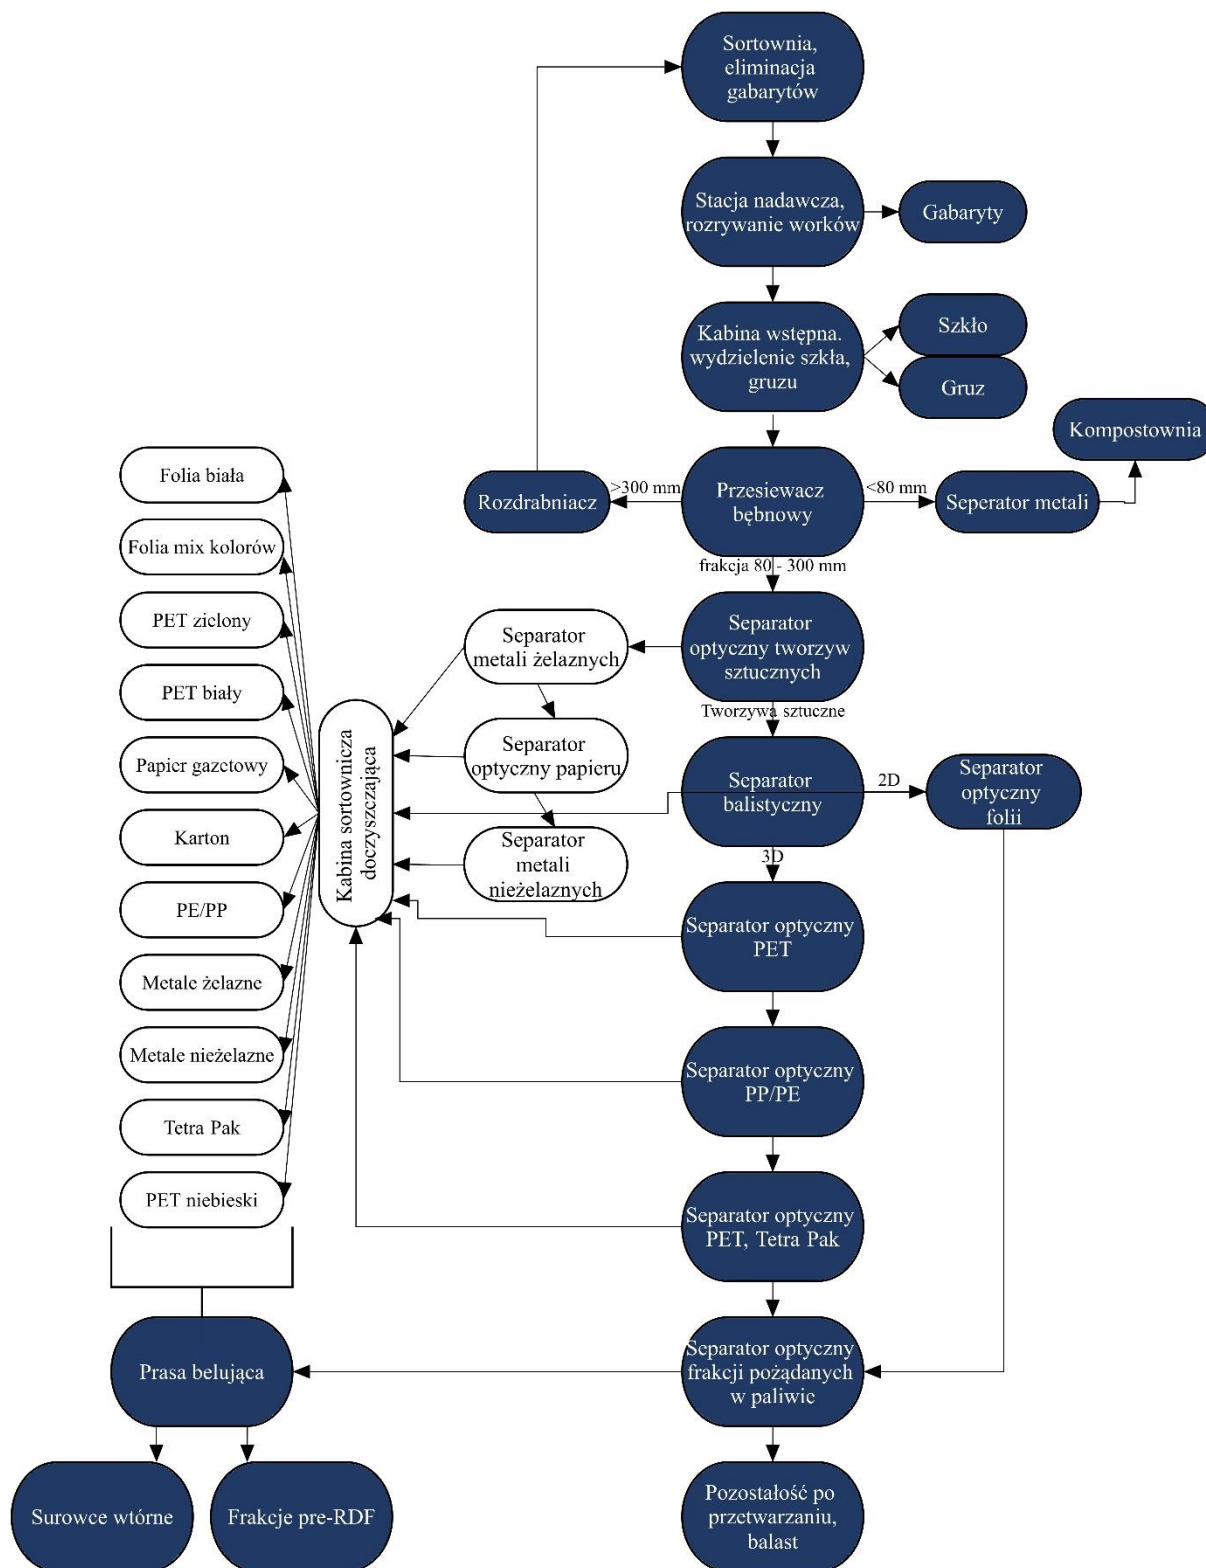 Sortownia,
eliminacja
gabarytów
Stacja nadawcza,
rozrywanie worków
Gabaryty
Kabina wstępna.
wydzielenie szkła,
gruzu
Szkło
Gruz
Kompostownia
Rozdrabniacz
>300 mm
Przesiewacz
bębnowy
<80 mm
Seperator metali
frakcja 80 - 300 mm
Folia biała
Folia mix kolorów
PET zielony
PET biały
Papier gazetowy
Karton
PE/PP
Metale żelazne
Metale nieżelazne
Tetra Pak
PET niebieski
Kabina sortownicza
doczyszczająca
Separator
metali żelaznych
Separator
optyczny papieru
Separator
metali
nieżelaznych
Separator
optyczny tworzyw
sztucznych
Tworzywa sztuczne
Separator
balistyczny
2D
Separator
optyczny
folii
3D
Separator optyczny
PET
Separator optyczny
PP/PE
Separator optyczny
PET, Tetra Pak
Separator optyczny
frakcji pożądanych
w paliwie
Prasa belująca
Surowce wtórne
Frakcje pre-RDF
Pozostałość po
przetwarzaniu,
balast